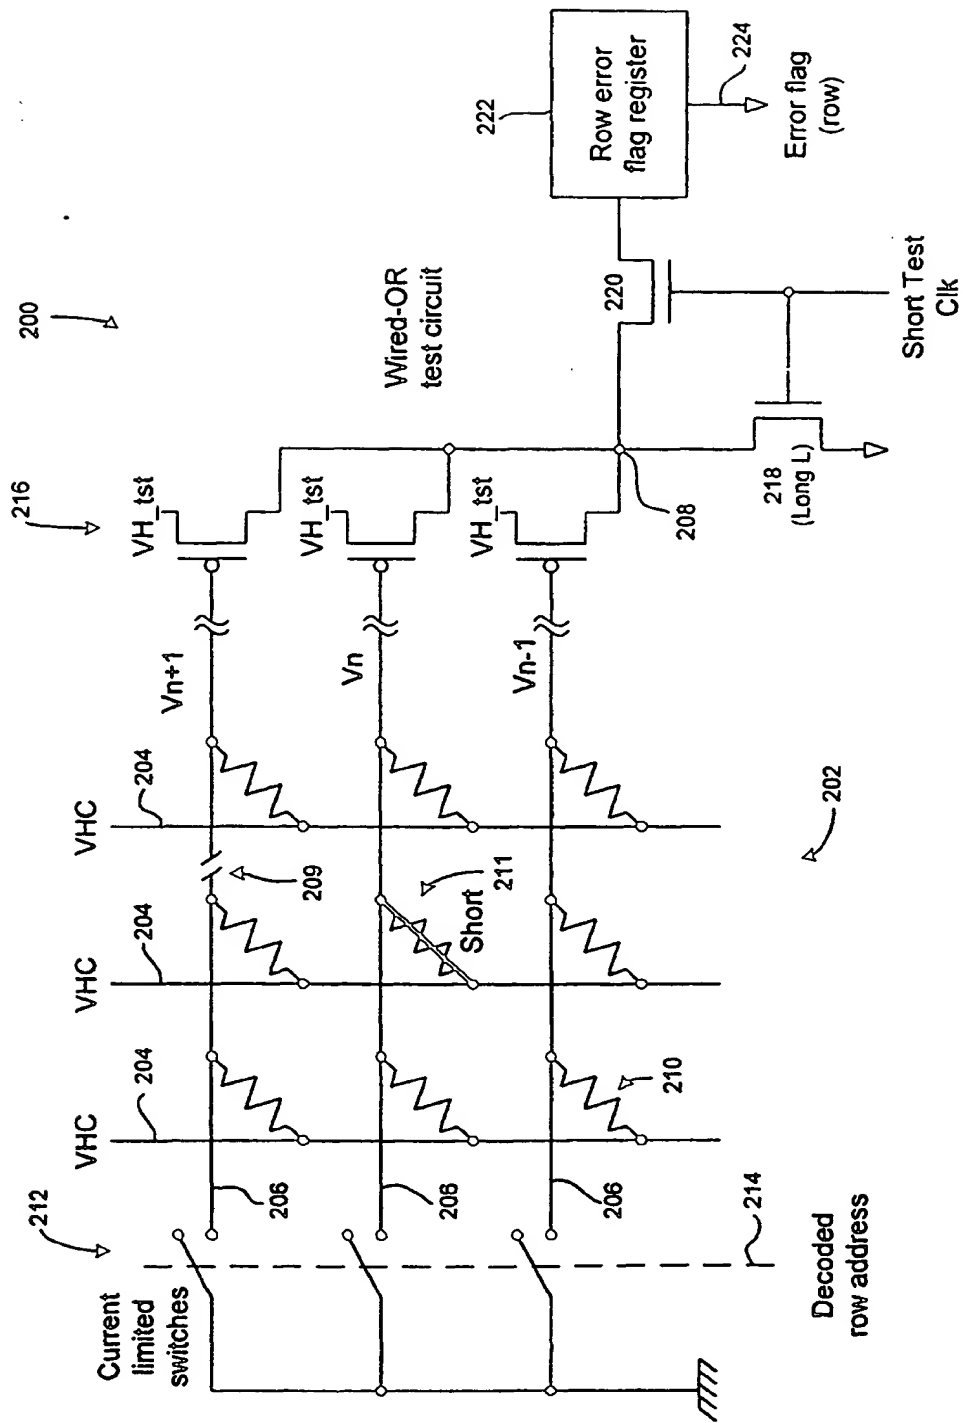 200
216
Wired-OR
test circuit
222
Row error
flag register
224
Error flag
(row)
220
Short Test
Clk
218
(Long L)
208
VH_tst
VH_tst
VH_tst
Vn+1
Vn
Vn-1
VHC
204
VHC
204
VHC
204
209
211
Short
210
202
206
206
206
212
Current
limited
switches
214
Decoded
row address